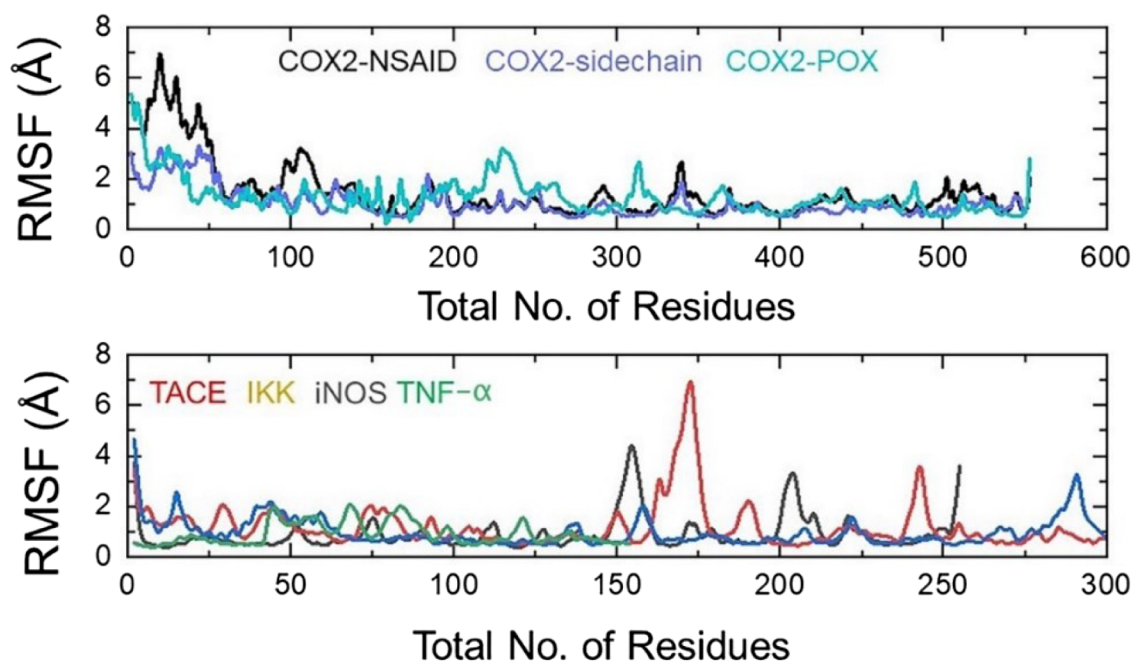 8
6
4
2
0
RMSF (Å)
COX2-NSAID COX2-sidechain COX2-POX
0 100 200 300 400 500 600
Total No. of Residues
8
6
4
2
0
RMSF (Å)
TACE IKK iNOS TNF-α
0 50 100 150 200 250 300
Total No. of Residues